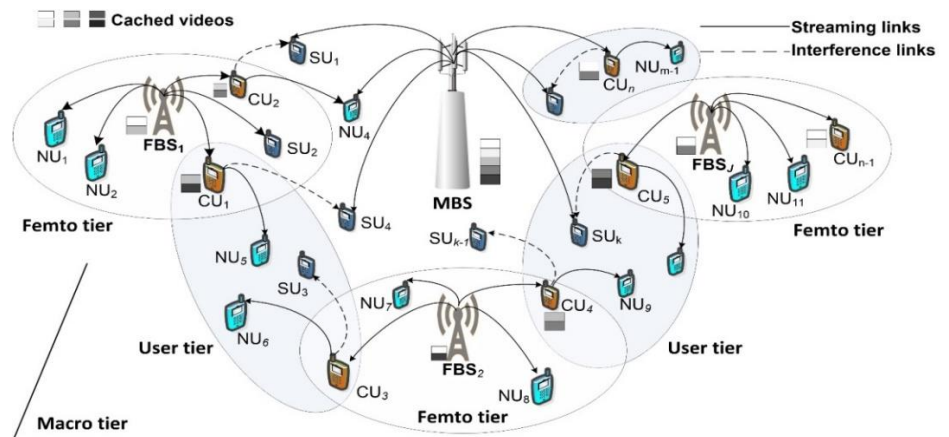 Cached videos
Streaming links
Interference links
SU1
CUn
NUm-1
CU2
NU4
FBS1
SU2
NU1
NU2
CU1
MBS
CU5
FBSJ
CUn-1
NU10
NU11
Femto tier
SU4
SUk
Femto tier
SUk-1
NU5
SU3
NU6
NU7
CU4
NU9
User tier
User tier
FBS2
CU3
NU8
Femto tier
Macro tier